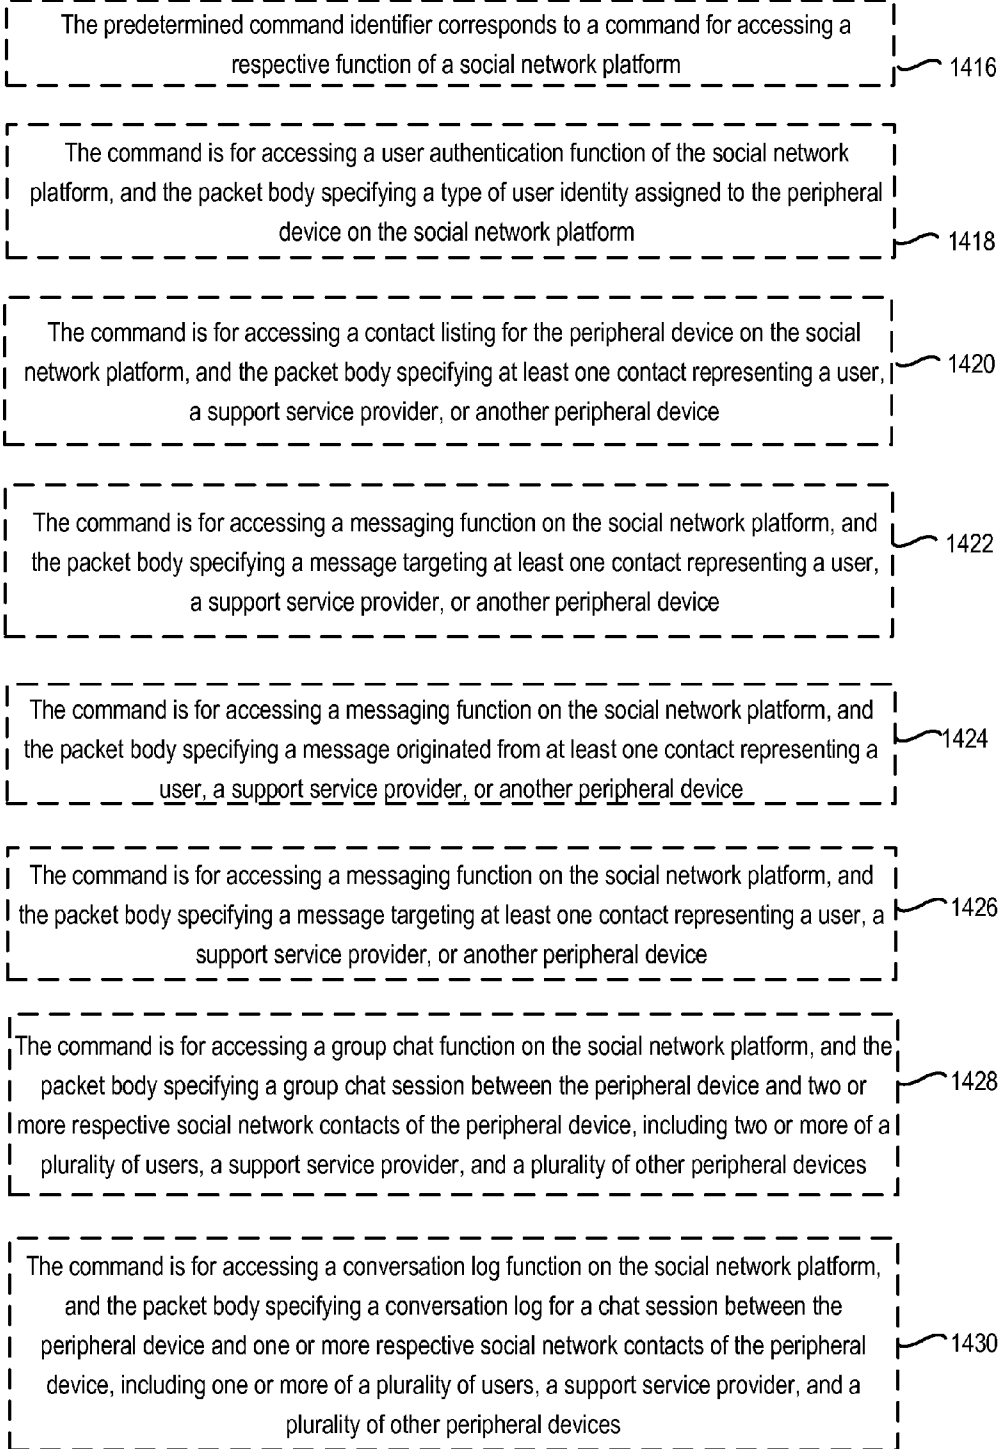 The predetermined command identifier corresponds to a command for accessing a
respective function of a social network platform
1416
The command is for accessing a user authentication function of the social network
platform, and the packet body specifying a type of user identity assigned to the peripheral
device on the social network platform
1418
The command is for accessing a contact listing for the peripheral device on the social
network platform, and the packet body specifying at least one contact representing a user,
a support service provider, or another peripheral device
1420
The command is for accessing a messaging function on the social network platform, and
the packet body specifying a message targeting at least one contact representing a user,
a support service provider, or another peripheral device
1422
The command is for accessing a messaging function on the social network platform, and
the packet body specifying a message originated from at least one contact representing a
user, a support service provider, or another peripheral device
1424
The command is for accessing a messaging function on the social network platform, and
the packet body specifying a message targeting at least one contact representing a user, a
support service provider, or another peripheral device
1426
The command is for accessing a group chat function on the social network platform, and the
packet body specifying a group chat session between the peripheral device and two or
more respective social network contacts of the peripheral device, including two or more of a
plurality of users, a support service provider, and a plurality of other peripheral devices
1428
The command is for accessing a conversation log function on the social network platform,
and the packet body specifying a conversation log for a chat session between the
peripheral device and one or more respective social network contacts of the peripheral
device, including one or more of a plurality of users, a support service provider, and a
plurality of other peripheral devices
1430